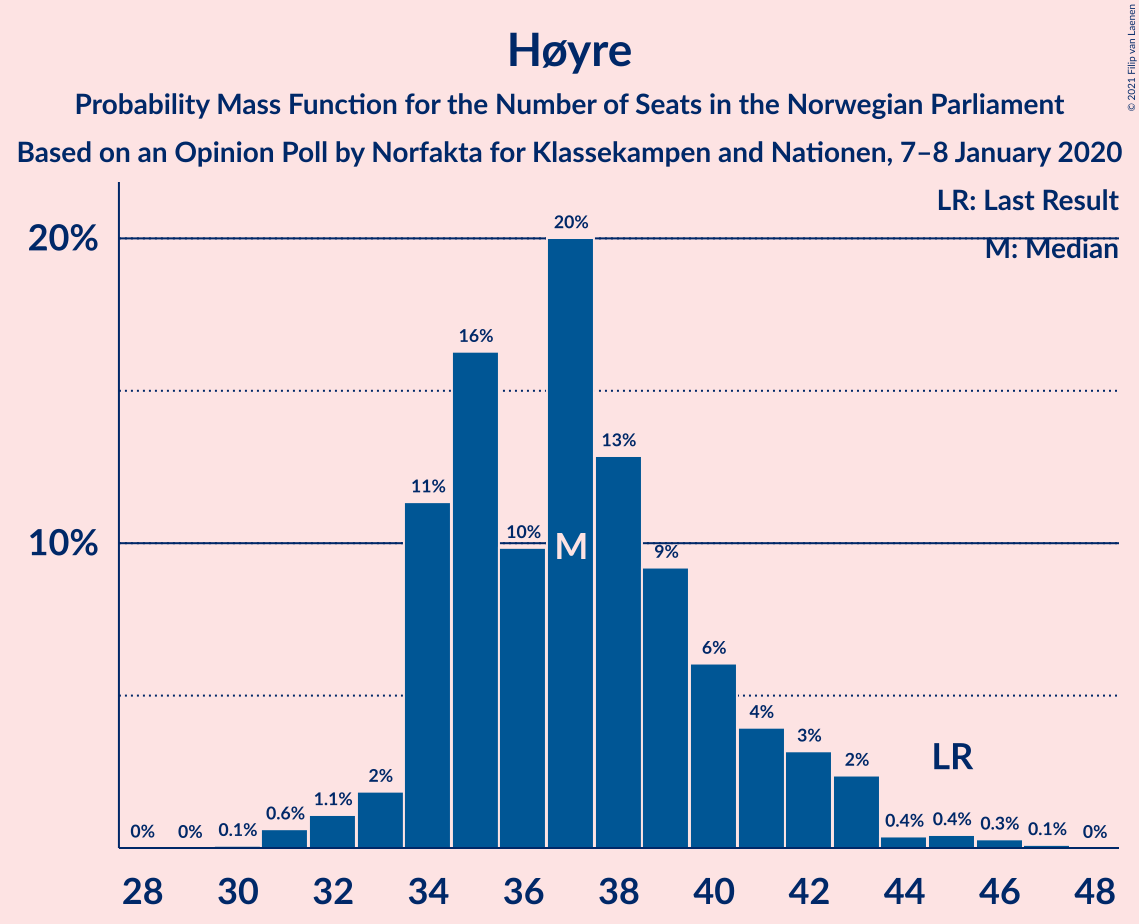 Høyre
Probability Mass Function for the Number of Seats in the Norwegian Parliament
Based on an Opinion Poll by Norfakta for Klassekampen and Nationen, 7–8 January 2020
© 2021 Filip van Laenen
LR: Last Result
M: Median
20%
10%
0% 0% 0.1% 0.6% 1.1% 2% 11% 16% 10% 20% 13% 9% 6% 4% 3% 2% 0.4% 0.4% 0.3% 0.1% 0%
M
LR
28 30 32 34 36 38 40 42 44 46 48